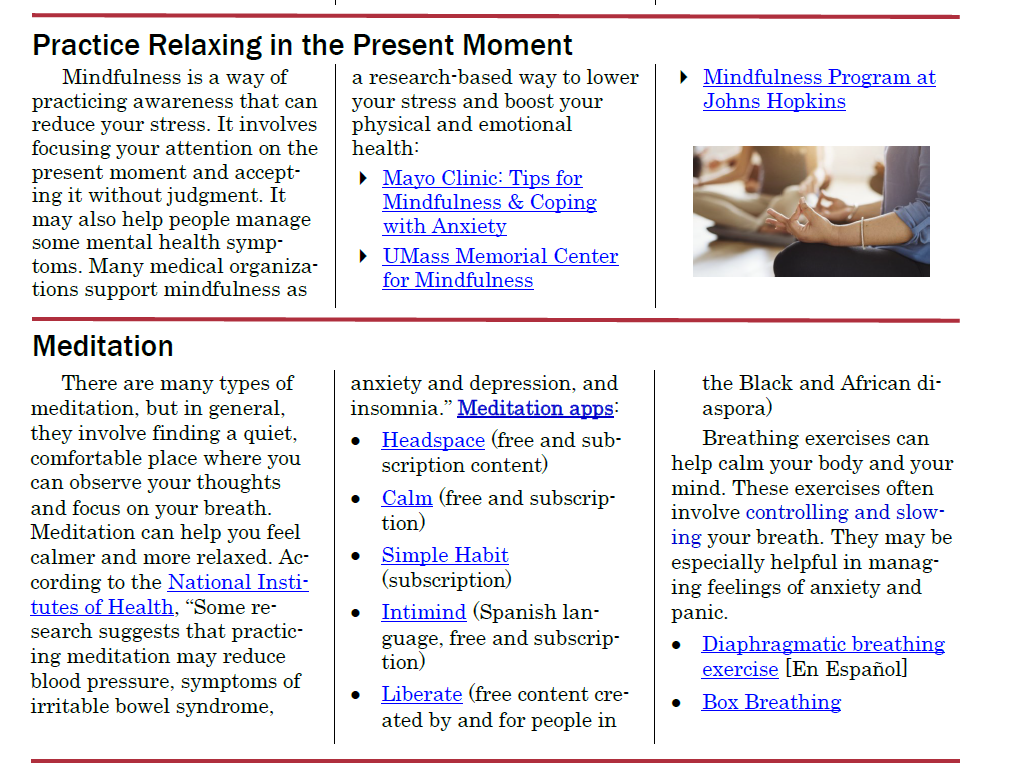 Practice Relaxing in the Present Moment
Mindfulness is a way of
practicing awareness that can
reduce your stress. It involves
focusing your attention on the
present moment and accept-
ing it without judgment. It
may also help people manage
some mental health symp-
toms. Many medical organiza-
tions support mindfulness as
a research-based way to lower
your stress and boost your
physical and emotional
health:
Mayo Clinic: Tips for
Mindfulness & Coping
with Anxiety
UMass Memorial Center
for Mindfulness
Mindfulness Program at
Johns Hopkins
Meditation
There are many types of
meditation, but in general,
they involve finding a quiet,
comfortable place where you
can observe your thoughts
and focus on your breath.
Meditation can help you feel
calmer and more relaxed. Ac-
cording to the National Insti-
tutes of Health, “Some re-
search suggests that practic-
ing meditation may reduce
blood pressure, symptoms of
irritable bowel syndrome,
anxiety and depression, and
insomnia.” Meditation apps:
• Headspace (free and sub-
scription content)
• Calm (free and subscrip-
tion)
• Simple Habit
(subscription)
• Intimind (Spanish lan-
guage, free and subscrip-
tion)
• Liberate (free content cre-
ated by and for people in
the Black and African di-
aspora)
Breathing exercises can
help calm your body and your
mind. These exercises often
involve controlling and slow-
ing your breath. They may be
especially helpful in manag-
ing feelings of anxiety and
panic.
• Diaphragmatic breathing
exercise [En Español]
• Box Breathing